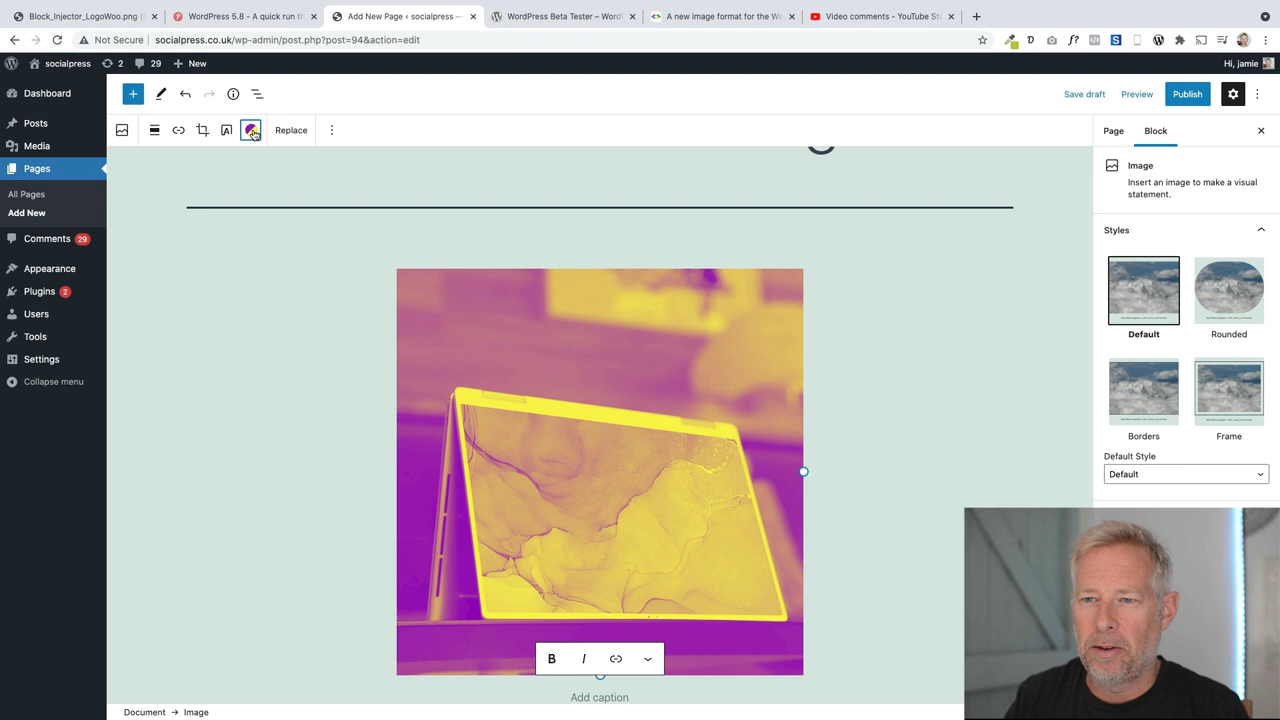 Block_Injector_LogoWoo.png (
WordPress 5.8 - A quick run th
Add New Page ‹ socialpress —
WordPress Beta Tester – Word
A new image format for the We
Video comments - YouTube St
Not Secure
socialpress.co.uk/wp-admin/post.php?post=94&action=edit
socialpress
2
29
New
Hi, jamie
Dashboard
Posts
Media
Pages
All Pages
Add New
Comments 29
Appearance
Plugins 2
Users
Tools
Settings
Collapse menu
Save draft
Preview
Publish
Replace
Page
Block
Image
Insert an image to make a visual
statement.
Styles
Default
Rounded
Borders
Frame
Default Style
Default
B
I
Add caption
Document → Image